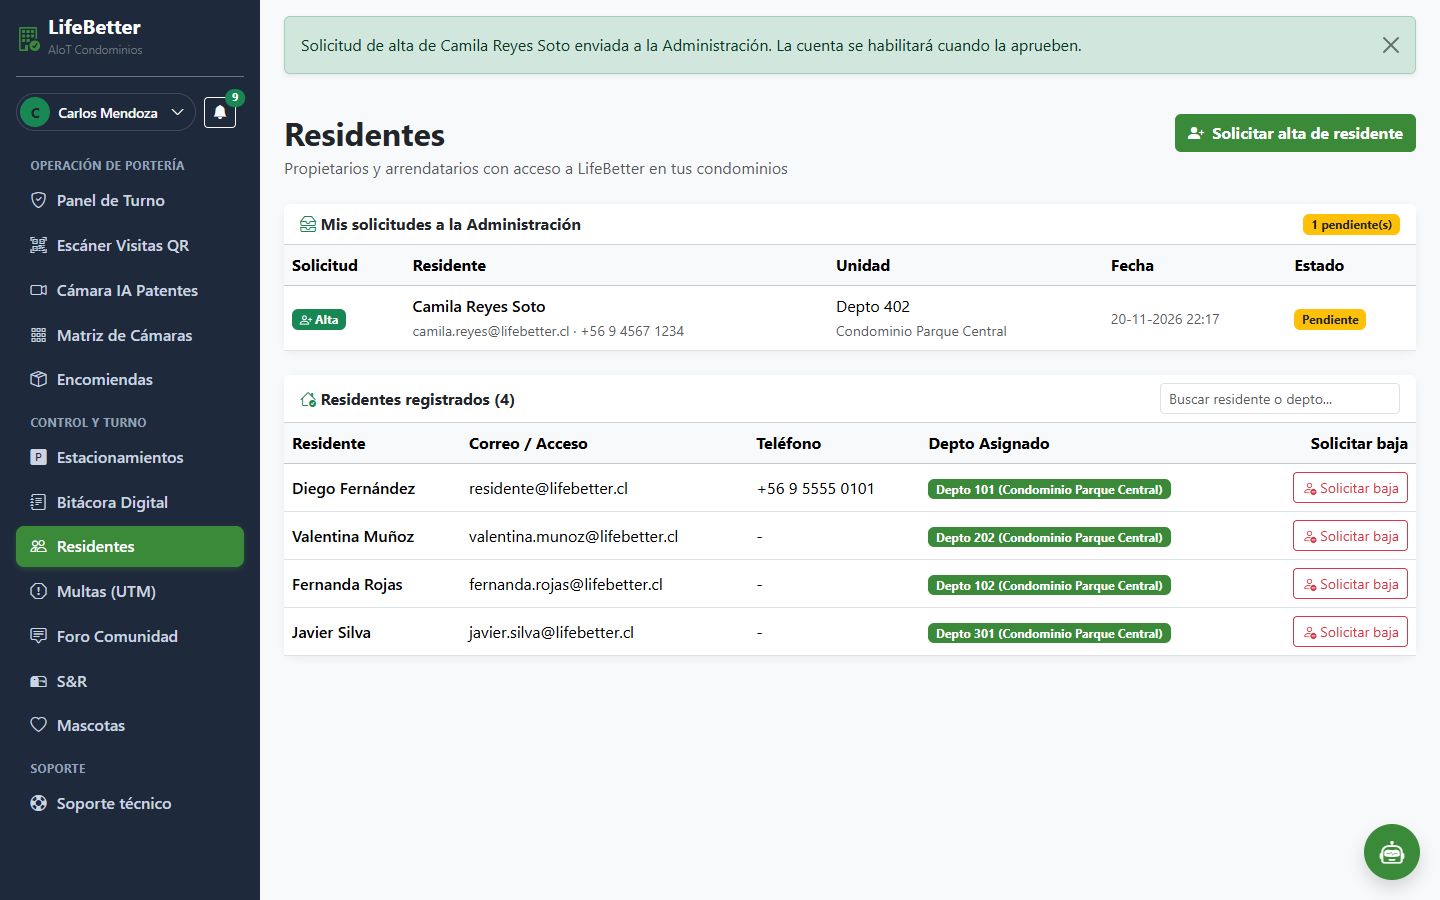 LifeBetter
AIoT Condominios
C Carlos Mendoza
9
OPERACIÓN DE PORTERÍA
Panel de Turno
Escáner Visitas QR
Cámara IA Patentes
Matriz de Cámaras
Encomiendas
CONTROL Y TURNO
P Estacionamientos
Bitácora Digital
Residentes
Multas (UTM)
Foro Comunidad
S&R
Mascotas
SOPORTE
Soporte técnico
Solicitud de alta de Camila Reyes Soto enviada a la Administración. La cuenta se habilitará cuando la aprueben.
Residentes
Propietarios y arrendatarios con acceso a LifeBetter en tus condominios
Solicitar alta de residente
Mis solicitudes a la Administración 1 pendiente(s)
Solicitud Residente Unidad Fecha Estado
Alta Camila Reyes Soto Depto 402 20-11-2026 22:17 Pendiente
camila.reyes@lifebetter.cl · +56 9 4567 1234 Condominio Parque Central
Residentes registrados (4) Buscar residente o depto...
Residente Correo / Acceso Teléfono Depto Asignado Solicitar baja
Diego Fernández residente@lifebetter.cl +56 9 5555 0101 Depto 101 (Condominio Parque Central) Solicitar baja
Valentina Muñoz valentina.munoz@lifebetter.cl - Depto 202 (Condominio Parque Central) Solicitar baja
Fernanda Rojas fernanda.rojas@lifebetter.cl - Depto 102 (Condominio Parque Central) Solicitar baja
Javier Silva javier.silva@lifebetter.cl - Depto 301 (Condominio Parque Central) Solicitar baja